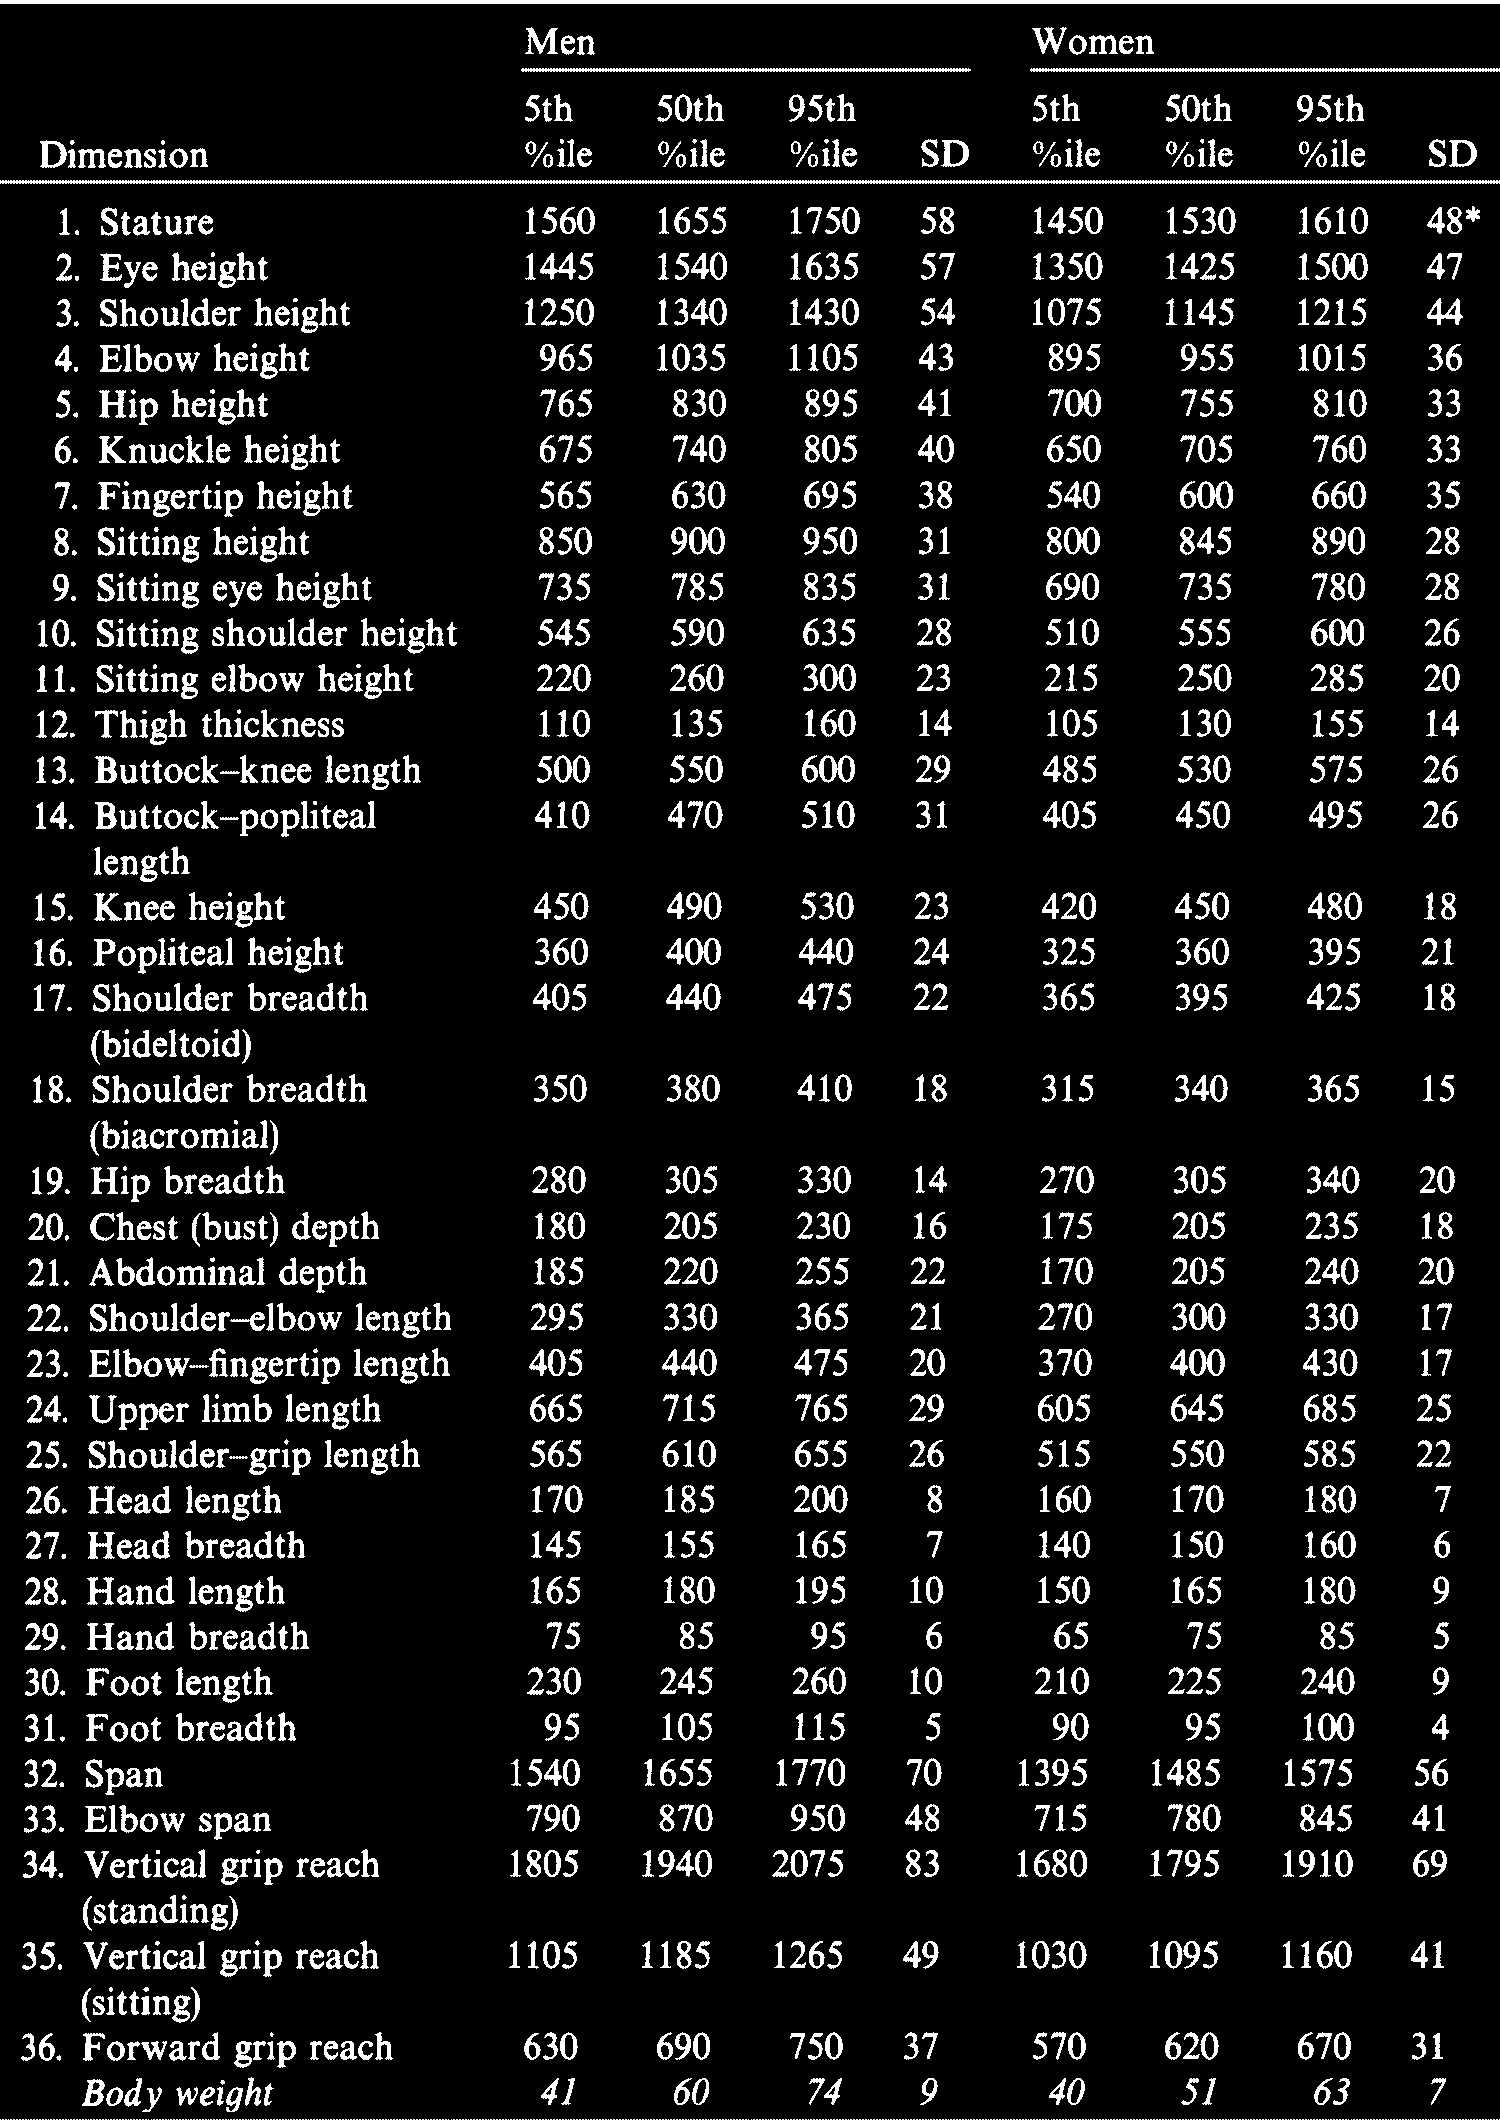 Men Women
5th 50th 95th 5th 50th 95th
Dimension %ile %ile %ile SD %ile %ile %ile SD
1. Stature 1560 1655 1750 58 1450 1530 1610 48*
2. Eye height 1445 1540 1635 57 1350 1425 1500 47
3. Shoulder height 1250 1340 1430 54 1075 1145 1215 44
4. Elbow height 965 1035 1105 43 895 955 1015 36
5. Hip height 765 830 895 41 700 755 810 33
6. Knuckle height 675 740 805 40 650 705 760 33
7. Fingertip height 565 630 695 38 540 600 660 35
8. Sitting height 850 900 950 31 800 845 890 28
9. Sitting eye height 735 785 835 31 690 735 780 28
10. Sitting shoulder height 545 590 635 28 510 555 600 26
11. Sitting elbow height 220 260 300 23 215 250 285 20
12. Thigh thickness 110 135 160 14 105 130 155 14
13. Buttock–knee length 500 550 600 29 485 530 575 26
14. Buttock–popliteal 410 470 510 31 405 450 495 26
length
15. Knee height 450 490 530 23 420 450 480 18
16. Popliteal height 360 400 440 24 325 360 395 21
17. Shoulder breadth 405 440 475 22 365 395 425 18
(bideltoid)
18. Shoulder breadth 350 380 410 18 315 340 365 15
(biacromial)
19. Hip breadth 280 305 330 14 270 305 340 20
20. Chest (bust) depth 180 205 230 16 175 205 235 18
21. Abdominal depth 185 220 255 22 170 205 240 20
22. Shoulder–elbow length 295 330 365 21 270 300 330 17
23. Elbow–fingertip length 405 440 475 20 370 400 430 17
24. Upper limb length 665 715 765 29 605 645 685 25
25. Shoulder–grip length 565 610 655 26 515 550 585 22
26. Head length 170 185 200 8 160 170 180 7
27. Head breadth 145 155 165 7 140 150 160 6
28. Hand length 165 180 195 10 150 165 180 9
29. Hand breadth 75 85 95 6 65 75 85 5
30. Foot length 230 245 260 10 210 225 240 9
31. Foot breadth 95 105 115 5 90 95 100 4
32. Span 1540 1655 1770 70 1395 1485 1575 56
33. Elbow span 790 870 950 48 715 780 845 41
34. Vertical grip reach 1805 1940 2075 83 1680 1795 1910 69
(standing)
35. Vertical grip reach 1105 1185 1265 49 1030 1095 1160 41
(sitting)
36. Forward grip reach 630 690 750 37 570 620 670 31
Body weight 41 60 74 9 40 51 63 7